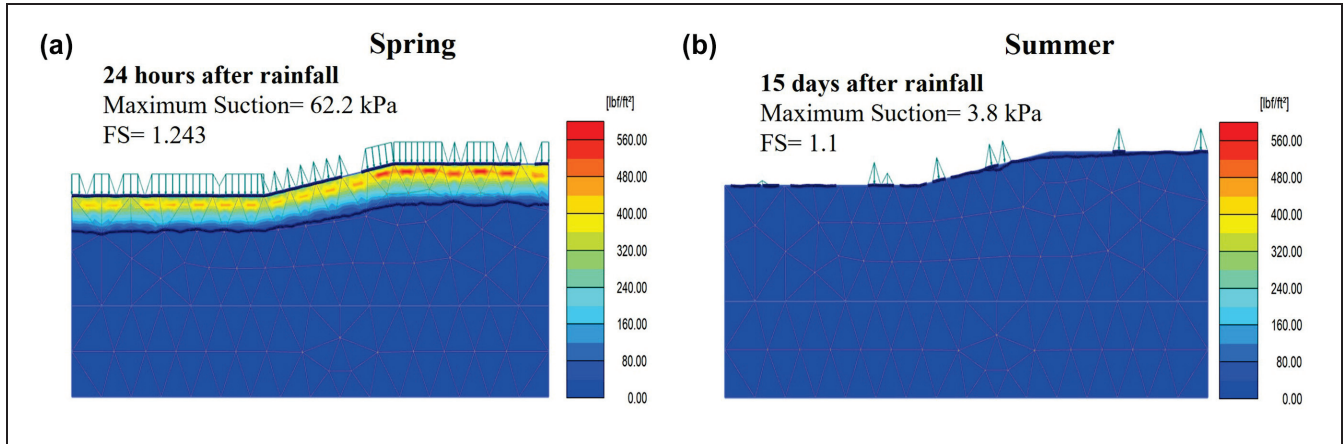 (a)
Spring
24 hours after rainfall
Maximum Suction= 62.2 kPa
FS= 1.243
[lbf/ft²]
560.00
480.00
400.00
320.00
240.00
160.00
80.00
0.00
(b)
Summer
15 days after rainfall
Maximum Suction= 3.8 kPa
FS= 1.1
[lbf/ft²]
560.00
480.00
400.00
320.00
240.00
160.00
80.00
0.00